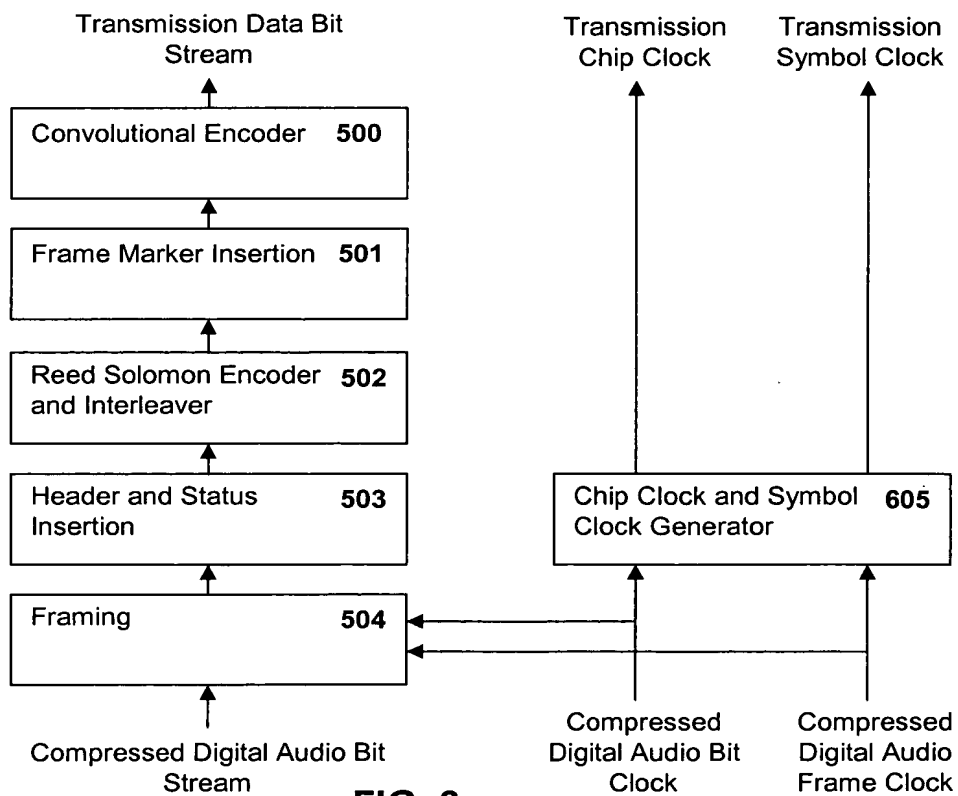 Transmission Data Bit
Stream
Transmission
Chip Clock
Transmission
Symbol Clock
Convolutional Encoder 500
Frame Marker Insertion 501
Reed Solomon Encoder 502
and Interleaver
Header and Status 503
Insertion
Chip Clock and Symbol 605
Clock Generator
Framing 504
Compressed Digital Audio Bit
Stream
Compressed
Digital Audio Bit
Clock
Compressed
Digital Audio
Frame Clock